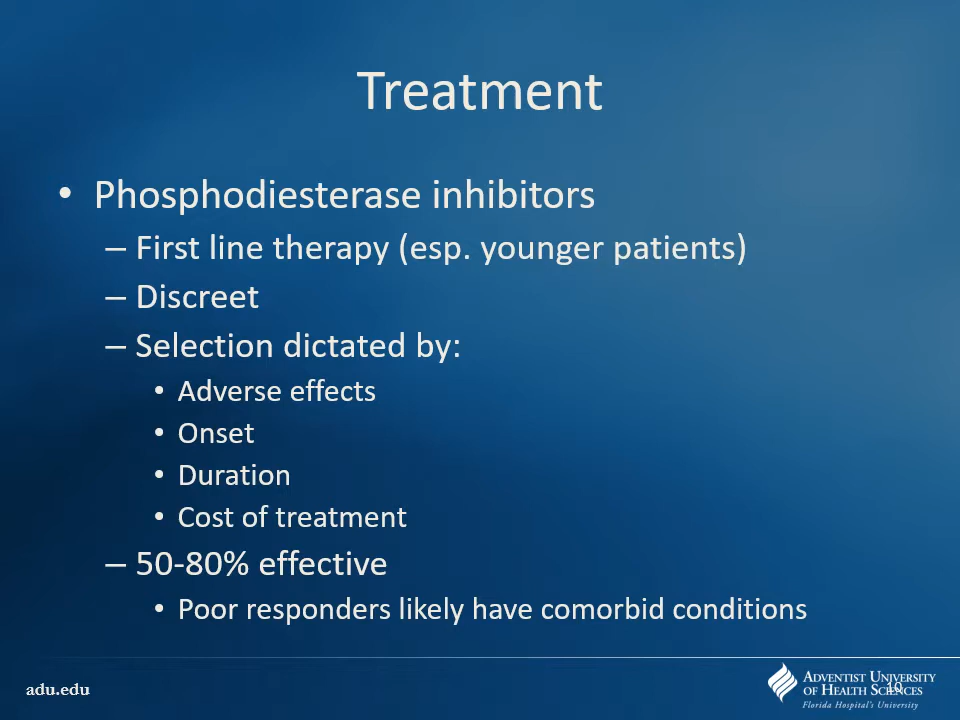 Treatment
• Phosphodiesterase inhibitors
– First line therapy (esp. younger patients)
– Discreet
– Selection dictated by:
• Adverse effects
• Onset
• Duration
• Cost of treatment
– 50-80% effective
• Poor responders likely have comorbid conditions
adu.edu
ADVENTIST UNIVERSITY
OF HEALTH SCIENCES
10
Florida Hospital's University